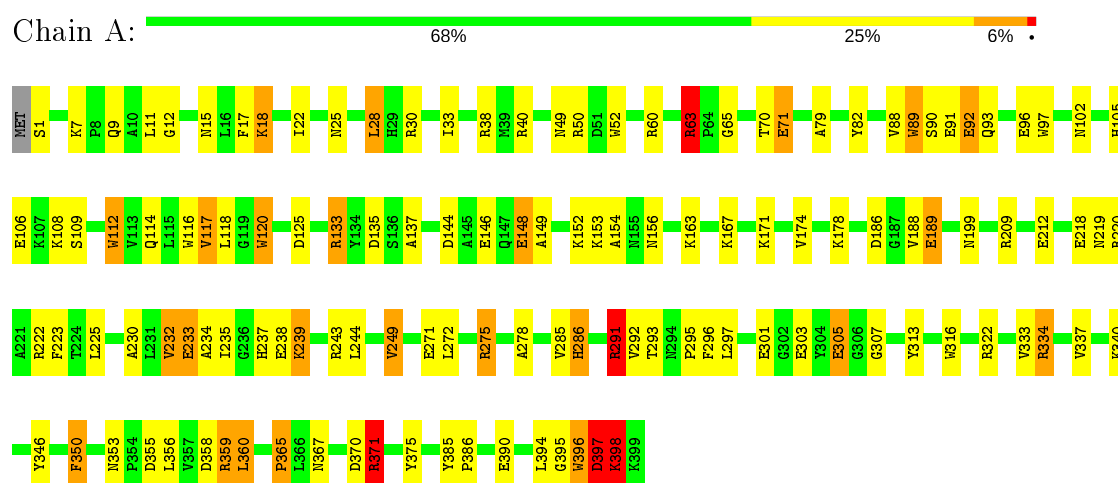 Chain A:
68% 25% 6% •
MET S1 K7 P8 Q9 A10 L11 G12 N15 L16 F17 K18 I22 N25 L28 H29 R30 I33 R38 M39 R40 N49 R50 D51 W52 R60 R63 P64 G65 T70 E71 A79 Y82 V88 W89 S90 E91 E92 Q93 E96 W97 N102
E106 K107 K108 S109 W112 V113 Q114 L115 W116 V117 L118 G119 W120 D125 R133 Y134 D135 S136 A137 D144 A145 E146 Q147 E148 A149 K152 K153 A154 N155 N156 K163 K167 K171 V174 K178 D186 G187 V188 E189 N199 R209 E212 E218 N219
A221 R222 F223 T224 L225 A230 L231 V232 E233 A234 I235 G236 H237 E238 K239 R243 L244 V249 E271 L272 R275 A278 V285 H286 R291 V292 T293 N294 P295 F296 L297 E301 G302 E303 Y304 E305 G306 G307 Y313 W316 R322 V333 R334 V337
Y346 F350 N353 P354 D355 L356 V357 D358 R359 L360 P365 L366 N367 D370 R371 Y375 Y385 P386 E390 L394 G395 W396 D397 K398 K399